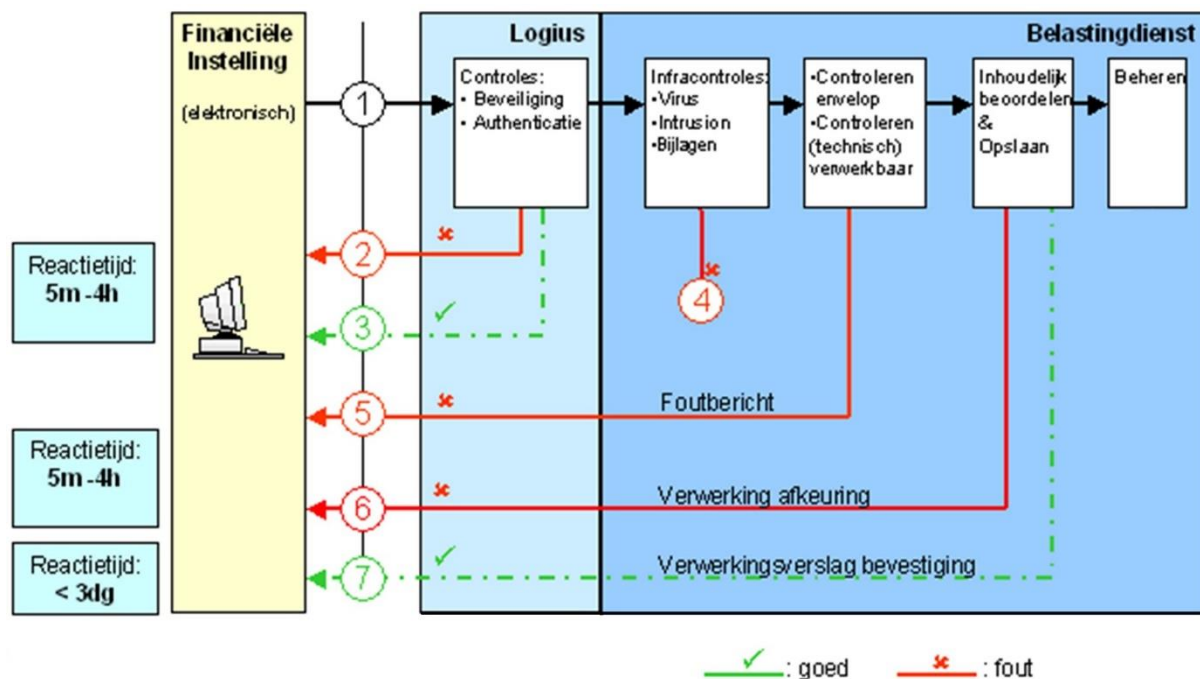 Financiële
Instelling
(elektronisch)
Logius
Belastingdienst
1
Controles:
• Beveiliging
• Authenticatie
Infracontroles:
•Virus
•Intrusion
•Bijlagen
•Controleren
envelop
•Controleren
(technisch)
verwerkbaar
Inhoudelijk
beoordelen
&
Opslaan
Beheren
Reactietijd:
5m -4h
2
3
4
5
Foutbericht
Reactietijd:
5m -4h
6
Verwerking afkeuring
Reactietijd:
< 3dg
7
Verwerkingsverslag bevestiging
✓ : goed
✖ : fout